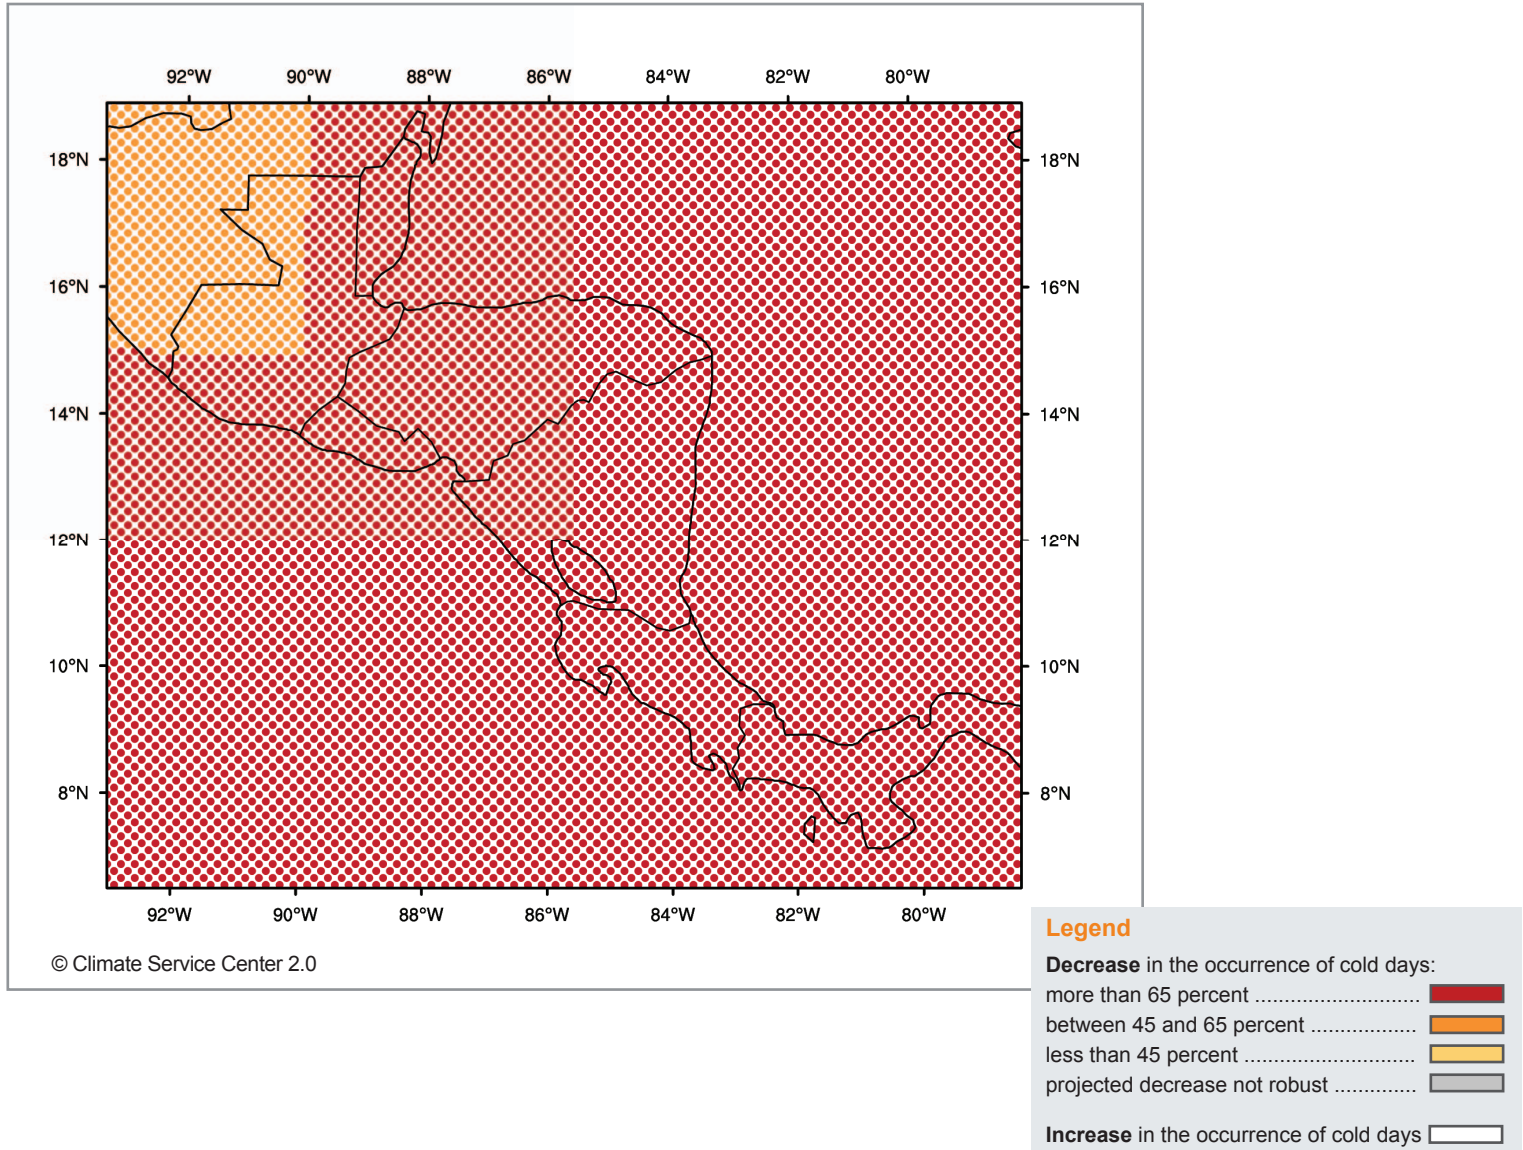 92°W 90°W 88°W 86°W 84°W 82°W 80°W
18°N 18°N
16°N 16°N
14°N 14°N
12°N 12°N
10°N 10°N
8°N 8°N
92°W 90°W 88°W 86°W 84°W 82°W 80°W
© Climate Service Center 2.0
Legend
Decrease in the occurrence of cold days:
more than 65 percent ............................
between 45 and 65 percent ..................
less than 45 percent .............................
projected decrease not robust ..............
Increase in the occurrence of cold days